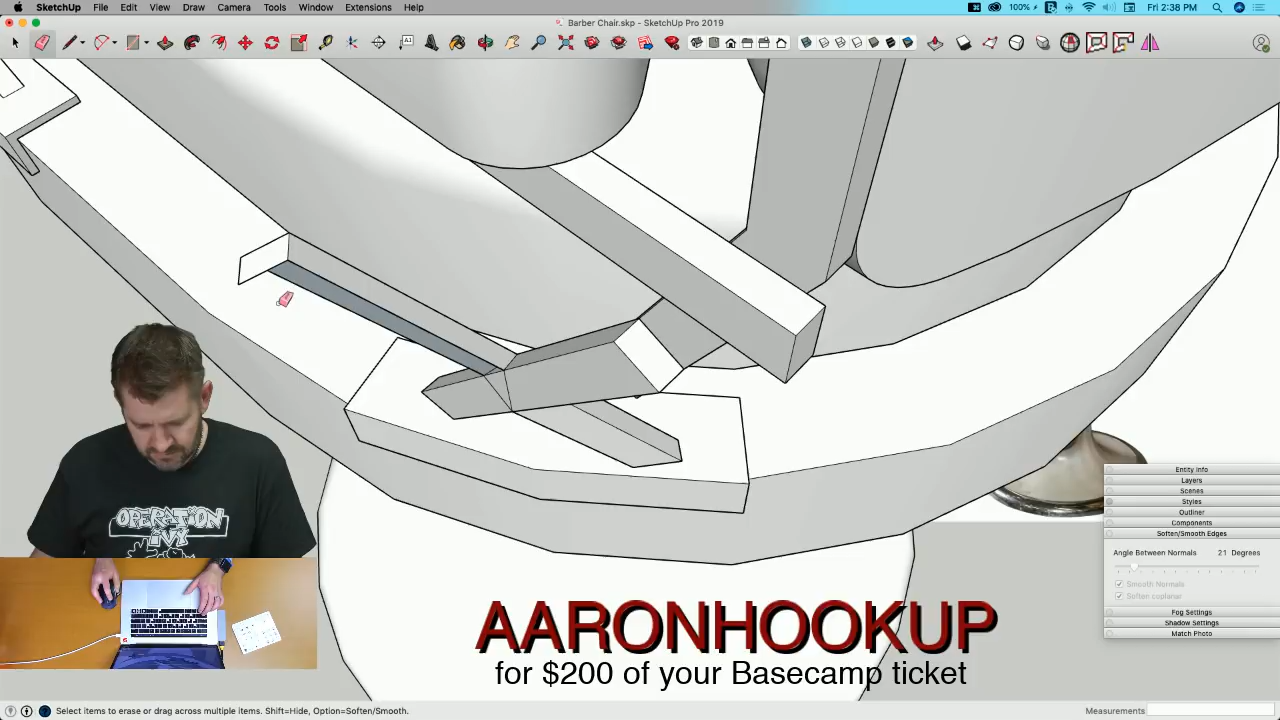 SketchUp File Edit View Draw Camera Tools Window Extensions Help
100% Fri 2:38 PM
Barber Chair.skp - SketchUp Pro 2019
Entity Info
Layers
Scenes
Styles
Outliner
Components
Soften/Smooth Edges
Angle Between Normals 21 Degrees
Smooth Normals
Soften coplanar
Fog Settings
Shadow Settings
Match Photo
OPERATION
IVY
AARONHOOKUP
for $200 of your Basecamp ticket
Select items to erase or drag across multiple items. Shift=Hide, Option=Soften/Smooth.
Measurements